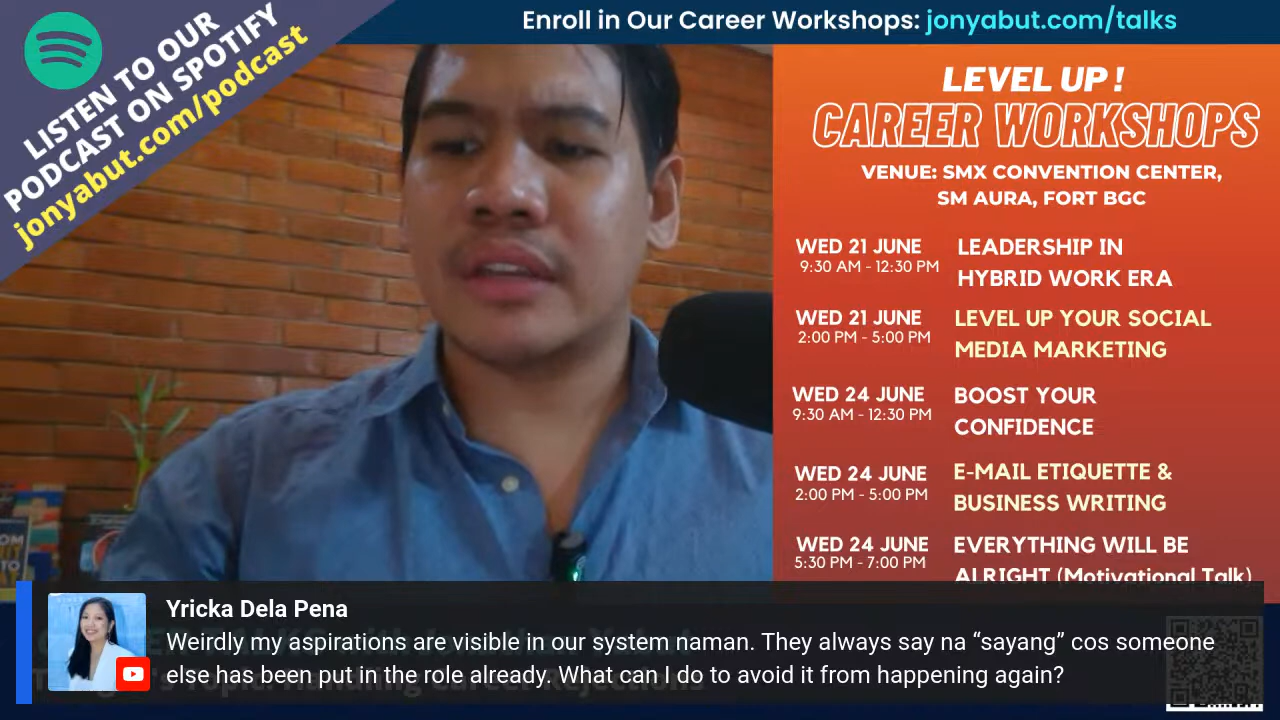 LISTEN TO OUR
PODCAST ON SPOTIFY
jonyabut.com/podcast
Enroll in Our Career Workshops: jonyabut.com/talks
LEVEL UP !
CAREER WORKSHOPS
VENUE: SMX CONVENTION CENTER,
SM AURA, FORT BGC
WED 21 JUNE
9:30 AM - 12:30 PM
LEADERSHIP IN
HYBRID WORK ERA
WED 21 JUNE
2:00 PM - 5:00 PM
LEVEL UP YOUR SOCIAL
MEDIA MARKETING
WED 24 JUNE
9:30 AM - 12:30 PM
BOOST YOUR
CONFIDENCE
WED 24 JUNE
2:00 PM - 5:00 PM
E-MAIL ETIQUETTE &
BUSINESS WRITING
WED 24 JUNE
5:30 PM - 7:00 PM
EVERYTHING WILL BE
ALRIGHT (Motivational Talk)
Yricka Dela Pena
Weirdly my aspirations are visible in our system naman. They always say na “sayang” cos someone
else has been put in the role already. What can I do to avoid it from happening again?